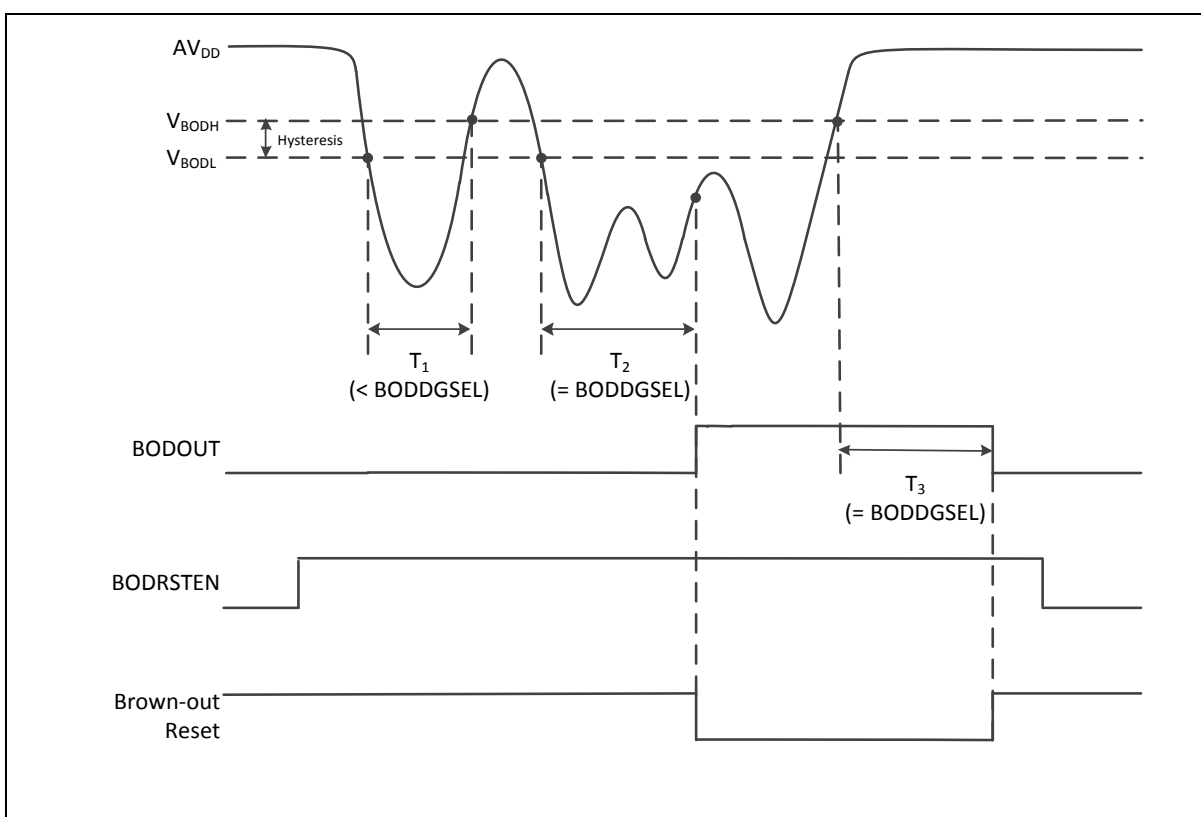 AVDD
VBODH
Hysteresis
VBODL
T1
(< BODDGSEL)
T2
(= BODDGSEL)
BODOUT
T3
(= BODDGSEL)
BODRSTEN
Brown-out
Reset